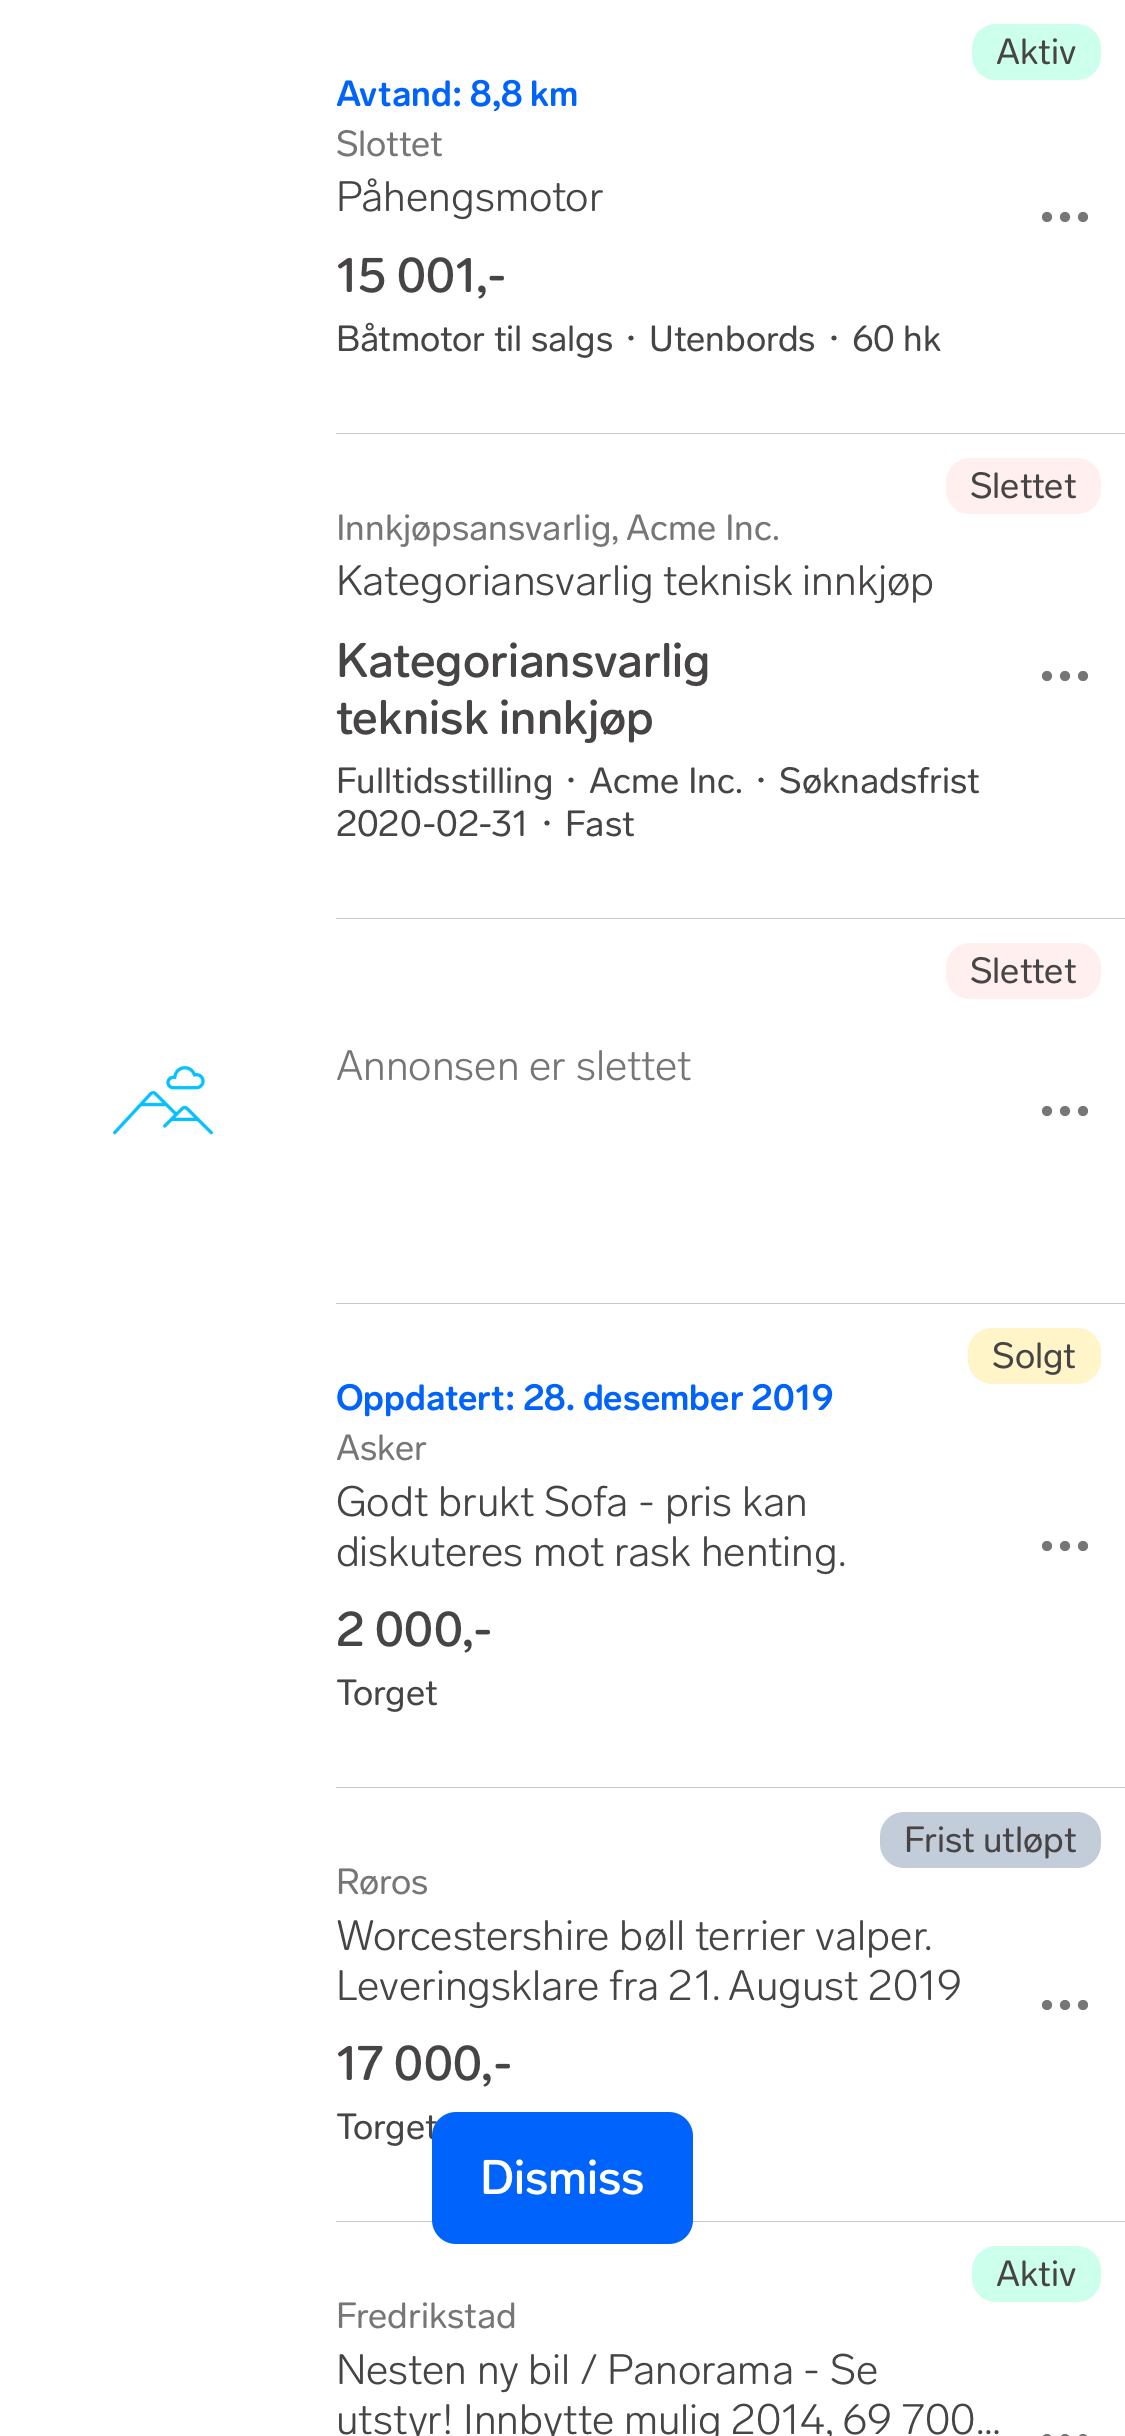 Aktiv
Avtand: 8,8 km
Slottet
Påhengsmotor
15 001,-
Båtmotor til salgs · Utenbords · 60 hk
Slettet
Innkjøpsansvarlig, Acme Inc.
Kategoriansvarlig teknisk innkjøp
Kategoriansvarlig
teknisk innkjøp
Fulltidsstilling · Acme Inc. · Søknadsfrist
2020-02-31 · Fast
Slettet
Annonsen er slettet
Solgt
Oppdatert: 28. desember 2019
Asker
Godt brukt Sofa - pris kan
diskuteres mot rask henting.
2 000,-
Torget
Frist utløpt
Røros
Worcestershire bøll terrier valper.
Leveringsklare fra 21. August 2019
17 000,-
Torget
Dismiss
Aktiv
Fredrikstad
Nesten ny bil / Panorama - Se
utstyr! Innbytte mulig 2014, 69 700...